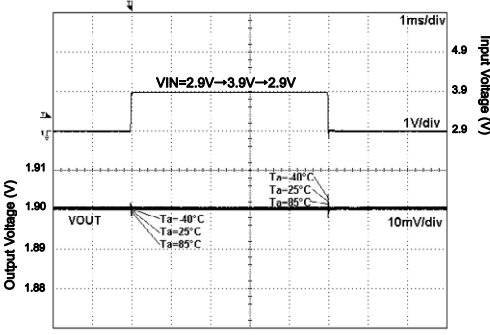 1ms/div
4.9
VIN=2.9V→3.9V→2.9V
3.9
1V/div
2.9
Input Voltage (V)
1.91
Ta=-40°C
Ta=25°C
Ta=85°C
1.90
VOUT
Ta=-40°C
10mV/div
Ta=25°C
1.89
Ta=85°C
1.88
Output Voltage (V)